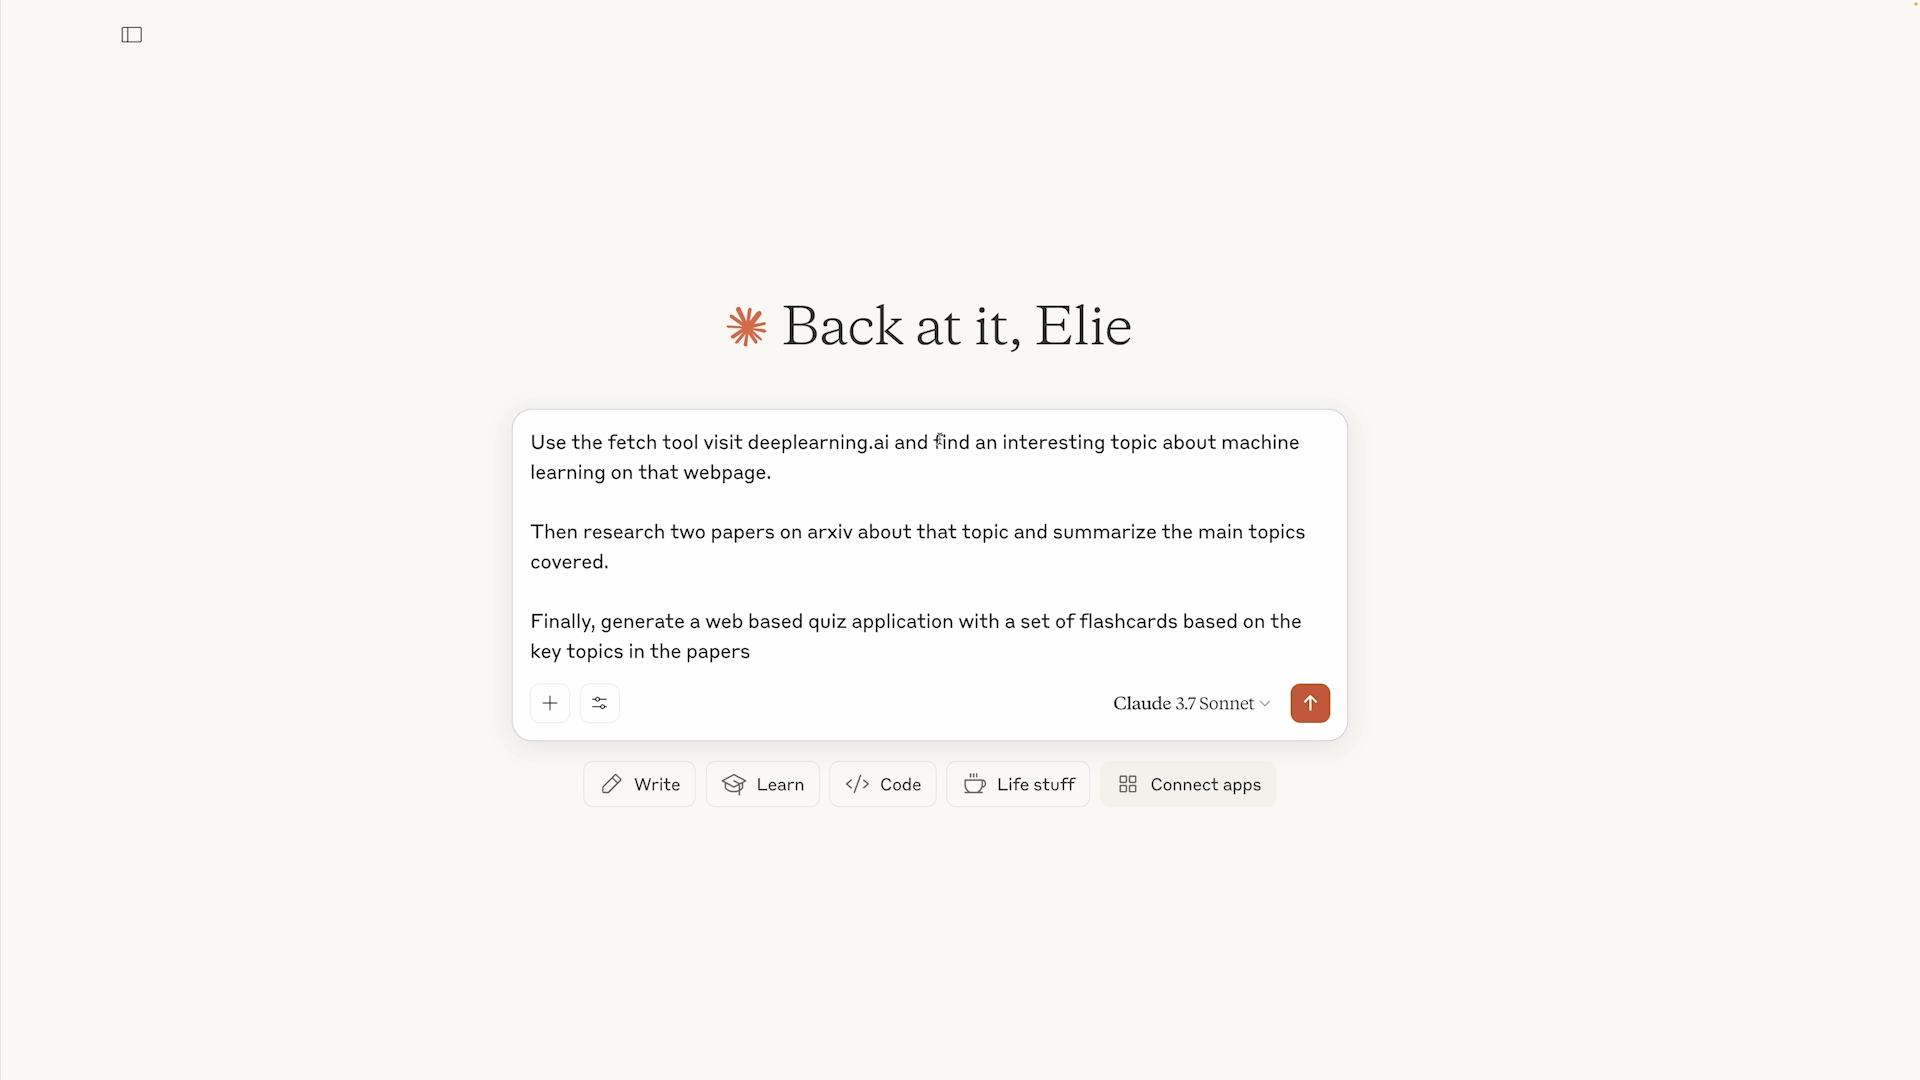 Back at it, Elie
Use the fetch tool visit deeplearning.ai and find an interesting topic about machine
learning on that webpage.
Then research two papers on arxiv about that topic and summarize the main topics
covered.
Finally, generate a web based quiz application with a set of flashcards based on the
key topics in the papers
Claude 3.7 Sonnet
Write
Learn
Code
Life stuff
Connect apps